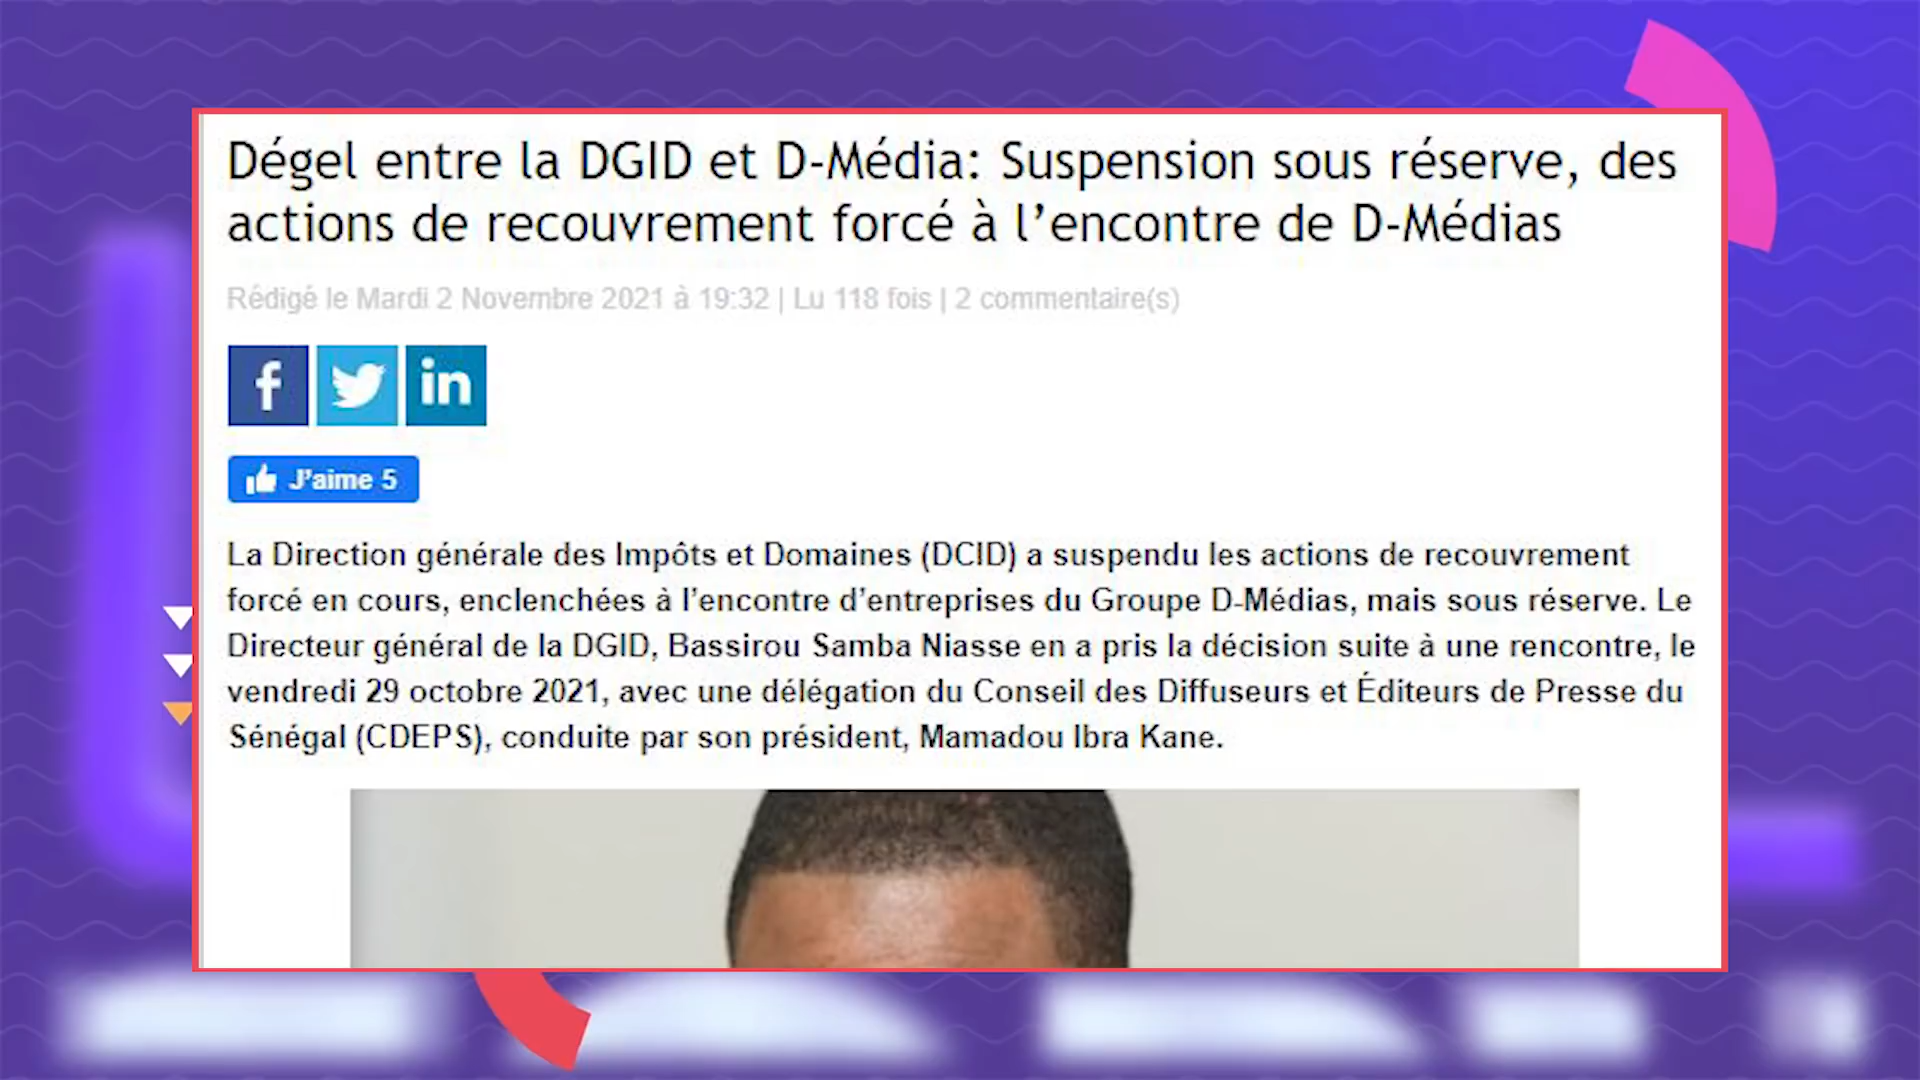 Dégel entre la DGID et D-Média: Suspension sous réserve, des
actions de recouvrement forcé à l’encontre de D-Médias
Rédigé le Mardi 2 Novembre 2021 à 19:32 | Lu 118 fois | 2 commentaire(s)
f in
J'aime 5
La Direction générale des Impôts et Domaines (DCID) a suspendu les actions de recouvrement
forcé en cours, enclenchées à l'encontre d'entreprises du Groupe D-Médias, mais sous réserve. Le
Directeur général de la DGID, Bassirou Samba Niasse en a pris la décision suite à une rencontre, le
vendredi 29 octobre 2021, avec une délégation du Conseil des Diffuseurs et Éditeurs de Presse du
Sénégal (CDEPS), conduite par son président, Mamadou Ibra Kane.